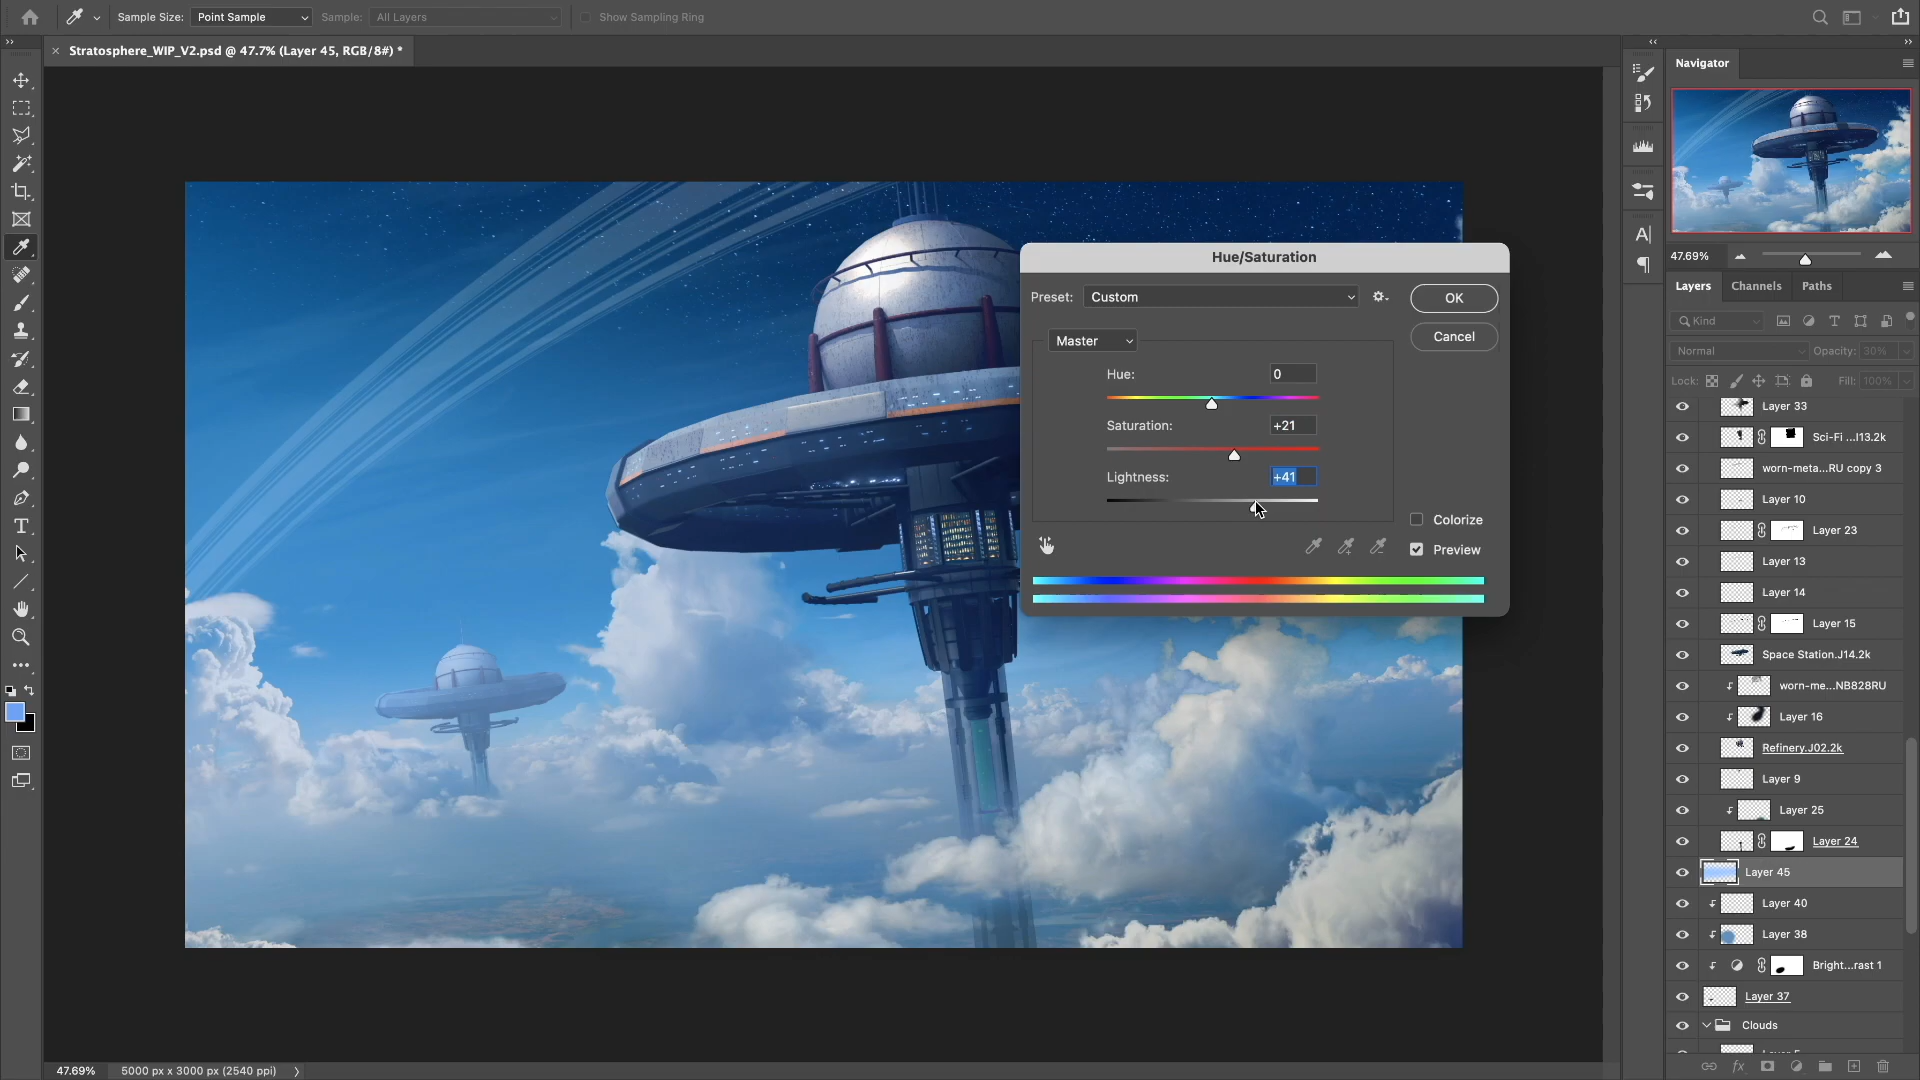 Sample Size: Point Sample Sample: All Layers Show Sampling Ring
Stratosphere_WIP_V2.psd @ 47.7% (Layer 45, RGB/8#) *
Navigator
47.69%
Layers Channels Paths
Kind
Normal Opacity: 30%
Lock: Fill: 100%
Layer 33
Sci-Fi ...I13.2k
worn-meta...RU copy 3
Layer 10
Layer 23
Layer 13
Layer 14
Layer 15
Space Station.J14.2k
worn-me...NB828RU
Layer 16
Refinery.J02.2k
Layer 9
Layer 25
Layer 24
Layer 45
Layer 40
Layer 38
Bright...rast 1
Layer 37
Clouds
Hue/Saturation
Preset: Custom
OK
Cancel
Master
Hue: 0
Saturation: +21
Lightness: +41
Colorize
Preview
47.69% 5000 px x 3000 px (2540 ppi)